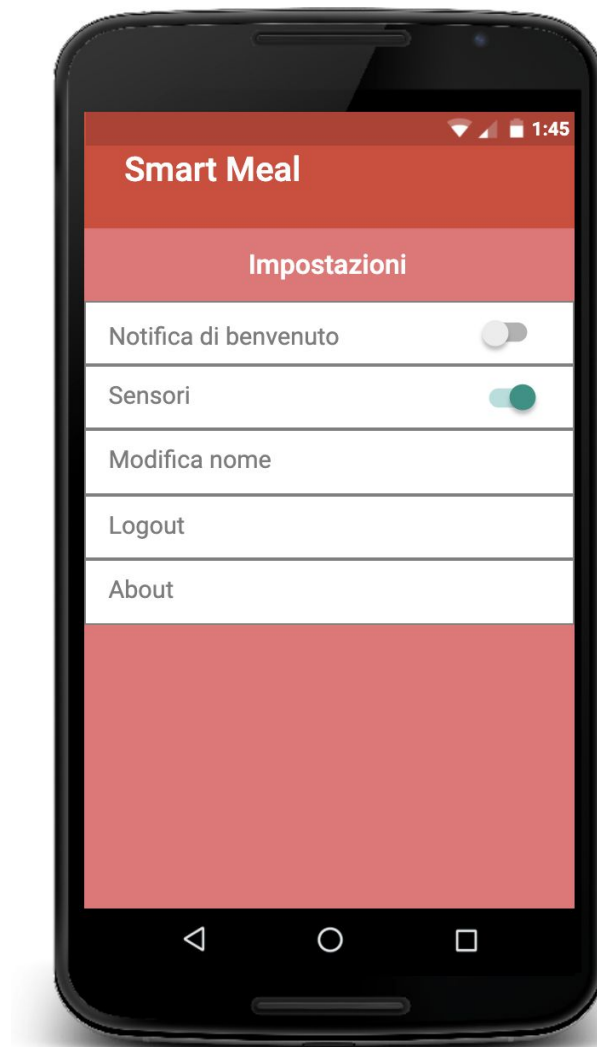 1:45
Smart Meal
Impostazioni
Notifica di benvenuto
Sensori
Modifica nome
Logout
About